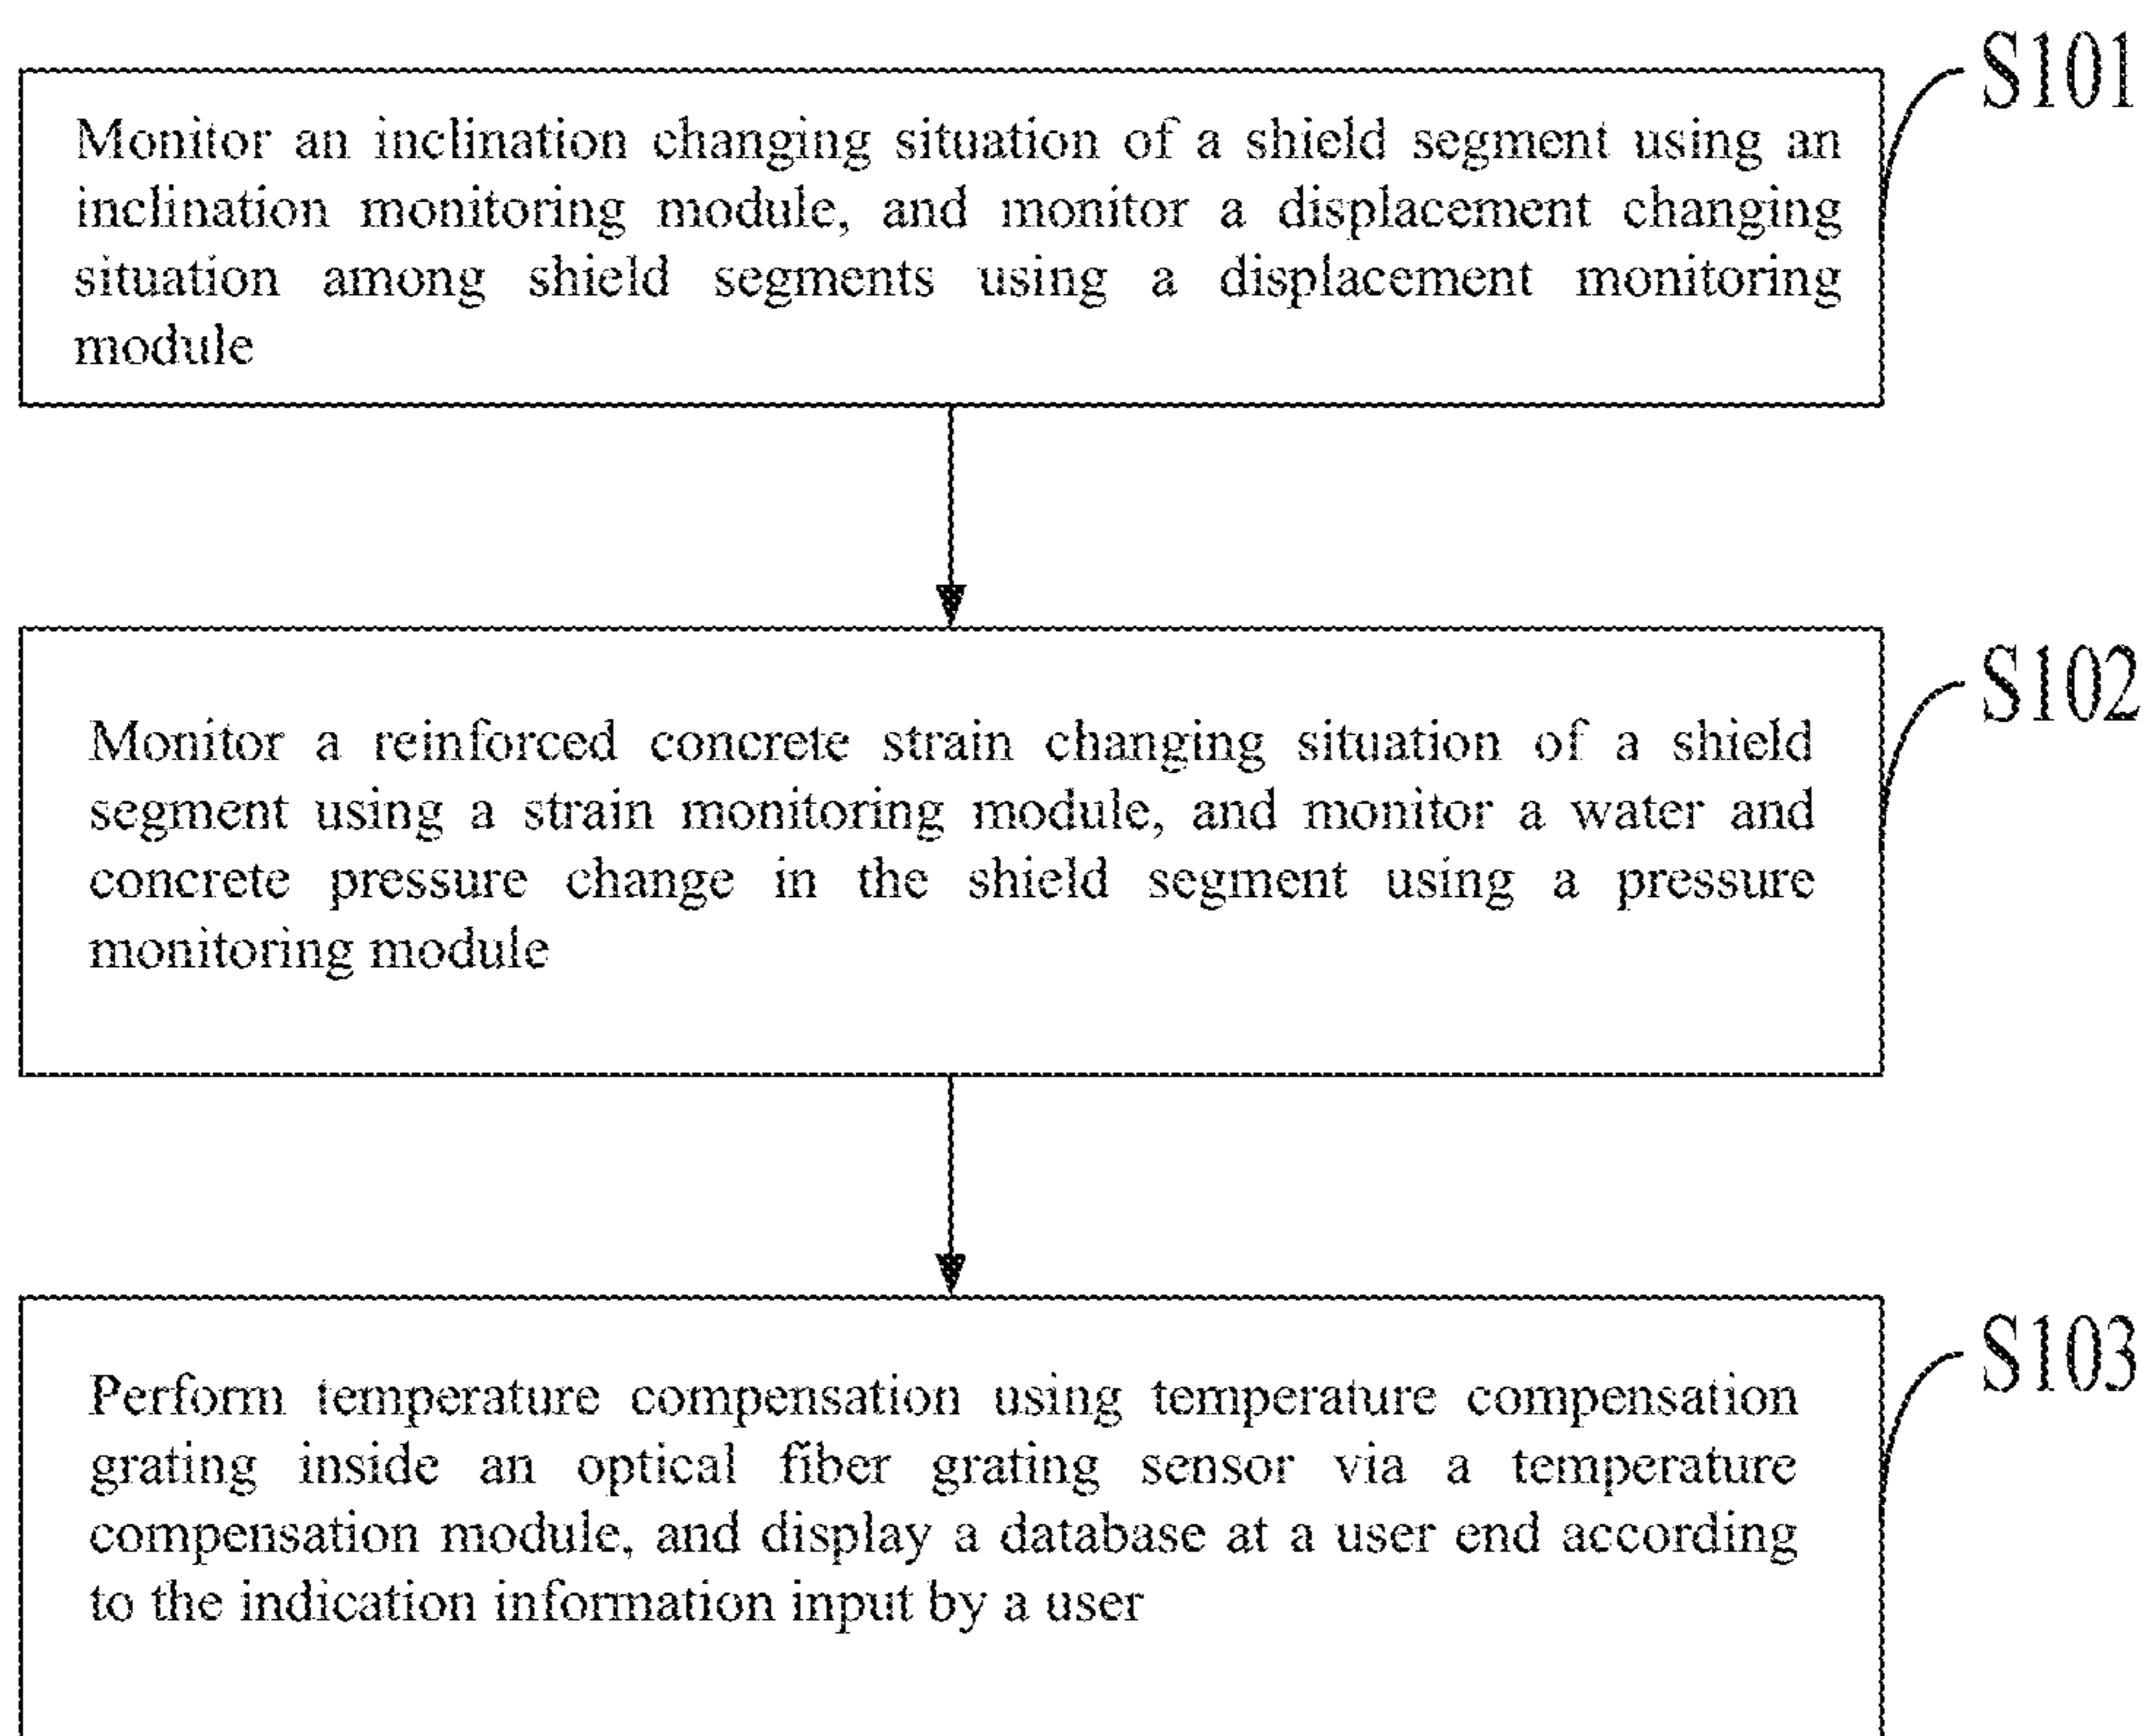 S101
Monitor an inclination changing situation of a shield segment using an
inclination monitoring module, and monitor a displacement changing
situation among shield segments using a displacement monitoring
module
S102
Monitor a reinforced concrete strain changing situation of a shield
segment using a strain monitoring module, and monitor a water and
concrete pressure change in the shield segment using a pressure
monitoring module
S103
Perform temperature compensation using temperature compensation
grating inside an optical fiber grating sensor via a temperature
compensation module, and display a database at a user end according
to the indication information input by a user